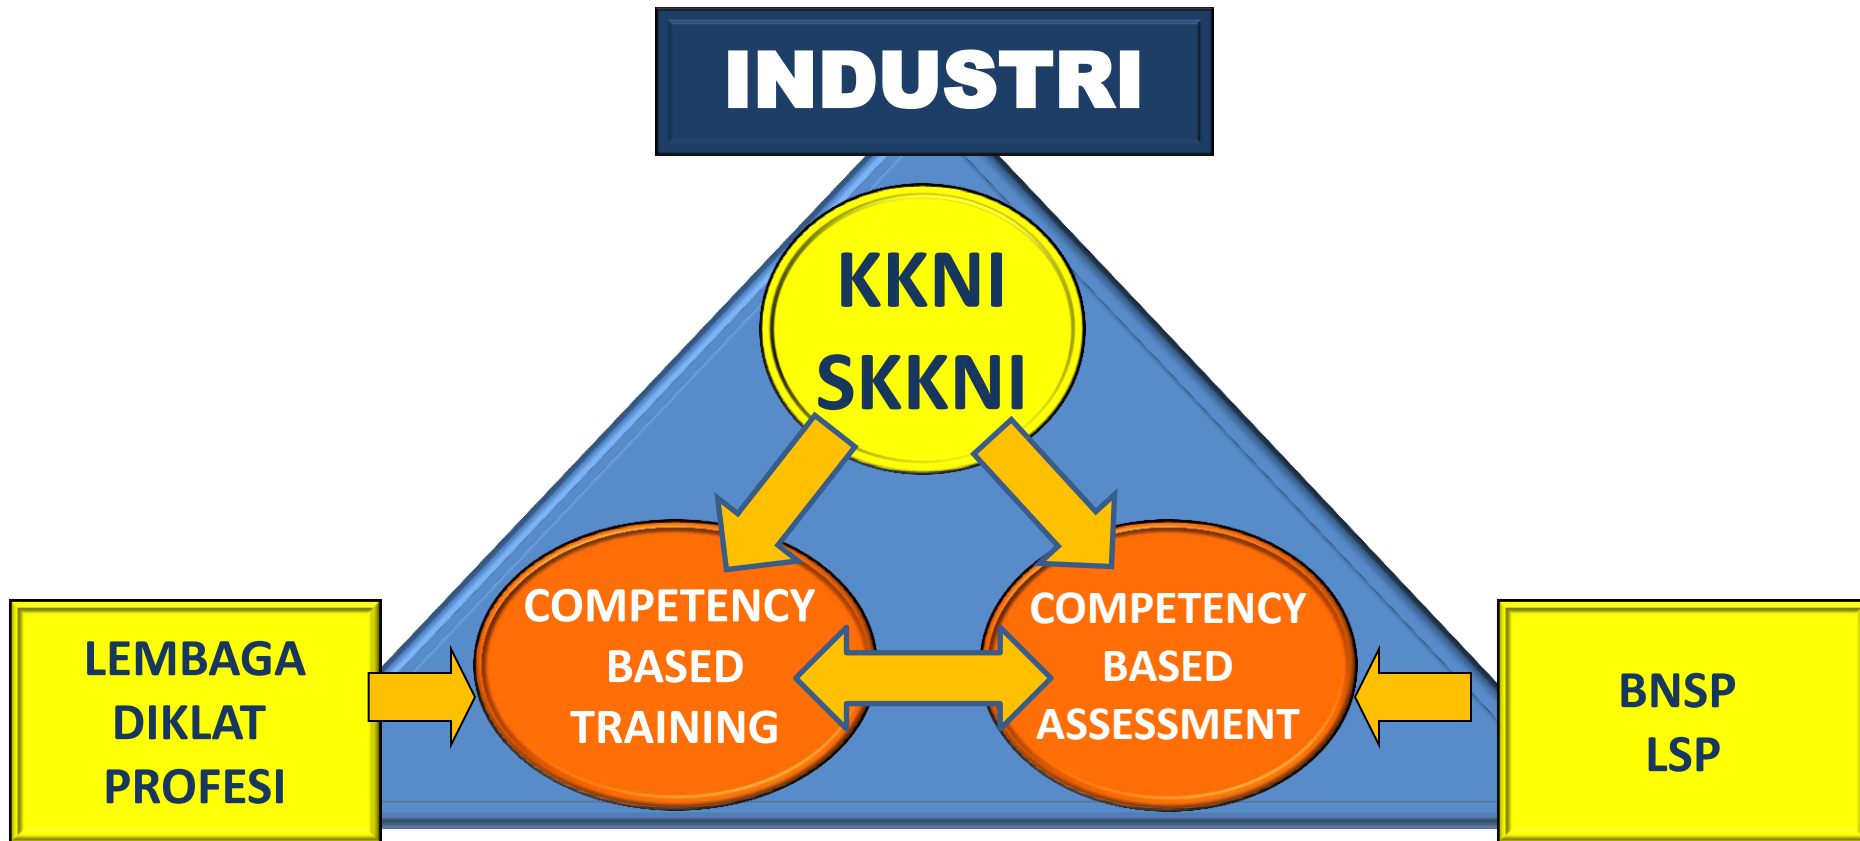 INDUSTRI
KKNI
SKKNI
COMPETENCY
BASED
TRAINING
COMPETENCY
BASED
ASSESSMENT
LEMBAGA
DIKLAT
PROFESI
BNSP
LSP